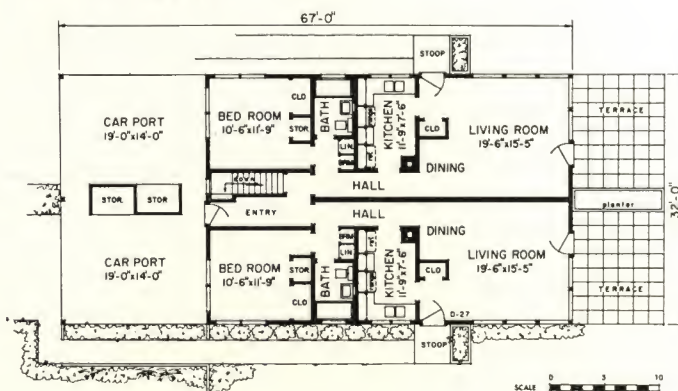 67'-0"
STOOP
CAR PORT
19'-0"x14'-0"
BED ROOM
10'-6"x11'-9"
CLO
STOR.
BATH
LIN.
BRM
KITCHEN
11'-9"x7'-6"
CLO
DINING
LIVING ROOM
19'-6"x15'-5"
TERRACE
STOR.
STOR
DOWN
HALL
ENTRY
HALL
planter
32'-0"
CAR PORT
19'-0"x14'-0"
BED ROOM
10'-6"x11'-9"
STOR
CLO
BRM
LIN.
BATH
KITCHEN
11'-9"x7'-6"
DINING
CLO
LIVING ROOM
19'-6"x15'-5"
TERRACE
D-27
STOOP
SCALE
0 5 10